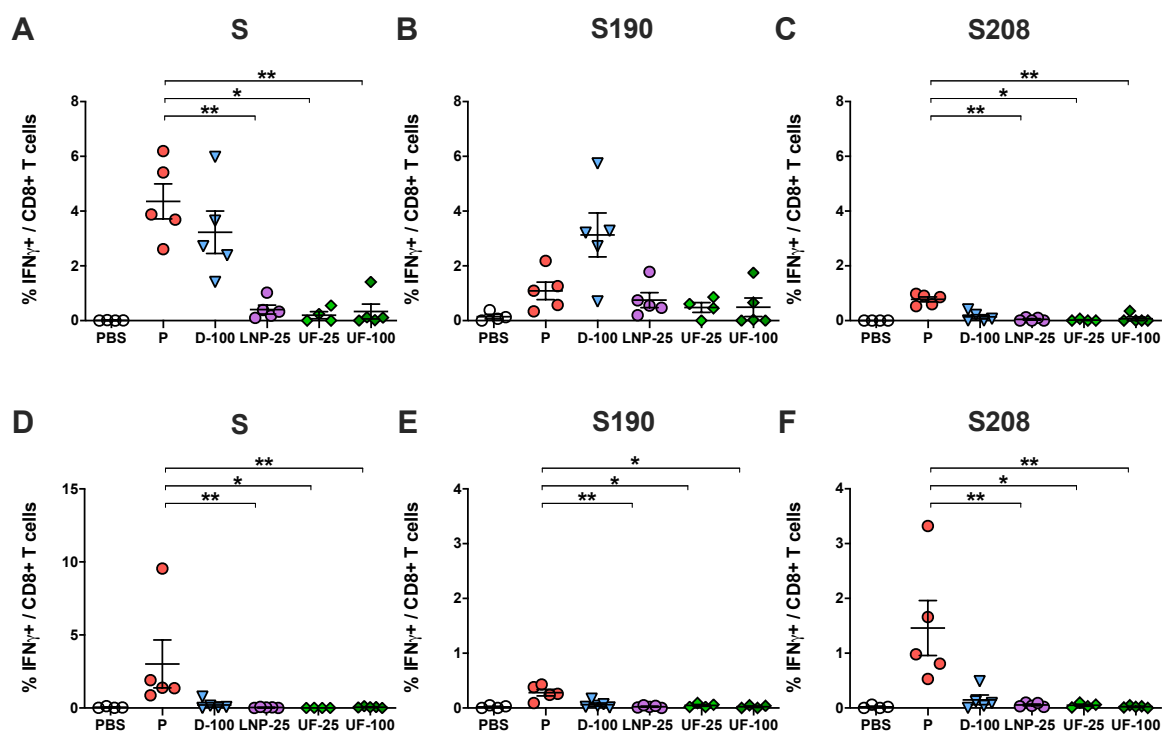 A S
** 
*
**
% IFNγ+ / CD8+ T cells
8
6
4
2
0
PBS P D-100 LNP-25 UF-25 UF-100
B S190
% IFNγ+ / CD8+ T cells
8
6
4
2
0
PBS P D-100 LNP-25 UF-25 UF-100
C S208
**
*
**
% IFNγ+ / CD8+ T cells
8
6
4
2
0
PBS P D-100 LNP-25 UF-25 UF-100
D S
**
*
**
% IFNγ+ / CD8+ T cells
15
10
5
0
PBS P D-100 LNP-25 UF-25 UF-100
E S190
*
*
**
% IFNγ+ / CD8+ T cells
4
3
2
1
0
PBS P D-100 LNP-25 UF-25 UF-100
F S208
**
*
**
% IFNγ+ / CD8+ T cells
4
3
2
1
0
PBS P D-100 LNP-25 UF-25 UF-100